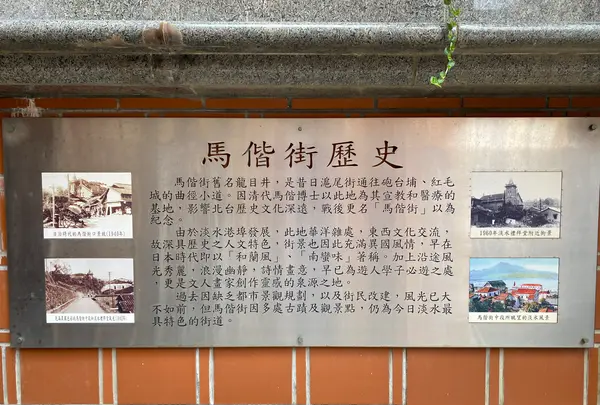 馬偕街歷史
馬偕街舊名龍目井，是昔日滬尾街通往砲台埔、紅毛
城的曲徑小道。因清代馬偕博士以此地為其宣教和醫療的
基地，影響北台歷史文化深遠，戰後更名「馬偕街」以為
紀念。
由於淡水港埠發展，此地華洋雜處，東西文化交流，
故深具歷史之人文特色，街景也因此充滿異國風情，早在
日本時代即以「和蘭風」、「南蠻味」著稱。加上沿途風
光秀麗，浪漫幽靜，詩情畫意，早已為遊人學子必遊之處
，更是文人畫家創作靈感的泉源之地。
過去因缺乏都市景觀規劃，以及街民改建，風光已大
不如前，但馬偕街因多處古蹟及觀景點，仍為今日淡水最
具特色的街道。
1960年淡水禮拜堂附近街景
馬偕街中段所眺望的淡水風景